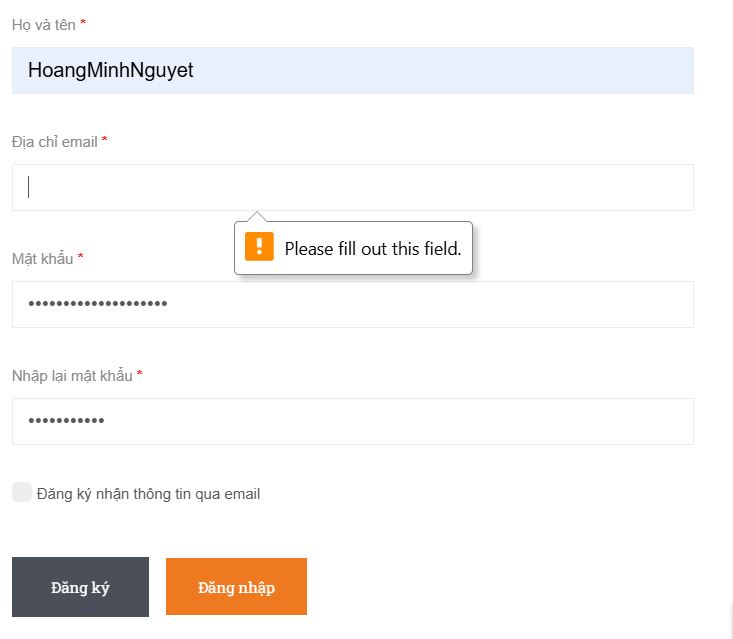 Họ và tên *
HoangMinhNguyet
Địa chỉ email *
Please fill out this field.
Mật khẩu *
••••••••••••••••••••
Nhập lại mật khẩu *
•••••••••••
Đăng ký nhận thông tin qua email
Đăng ký Đăng nhập